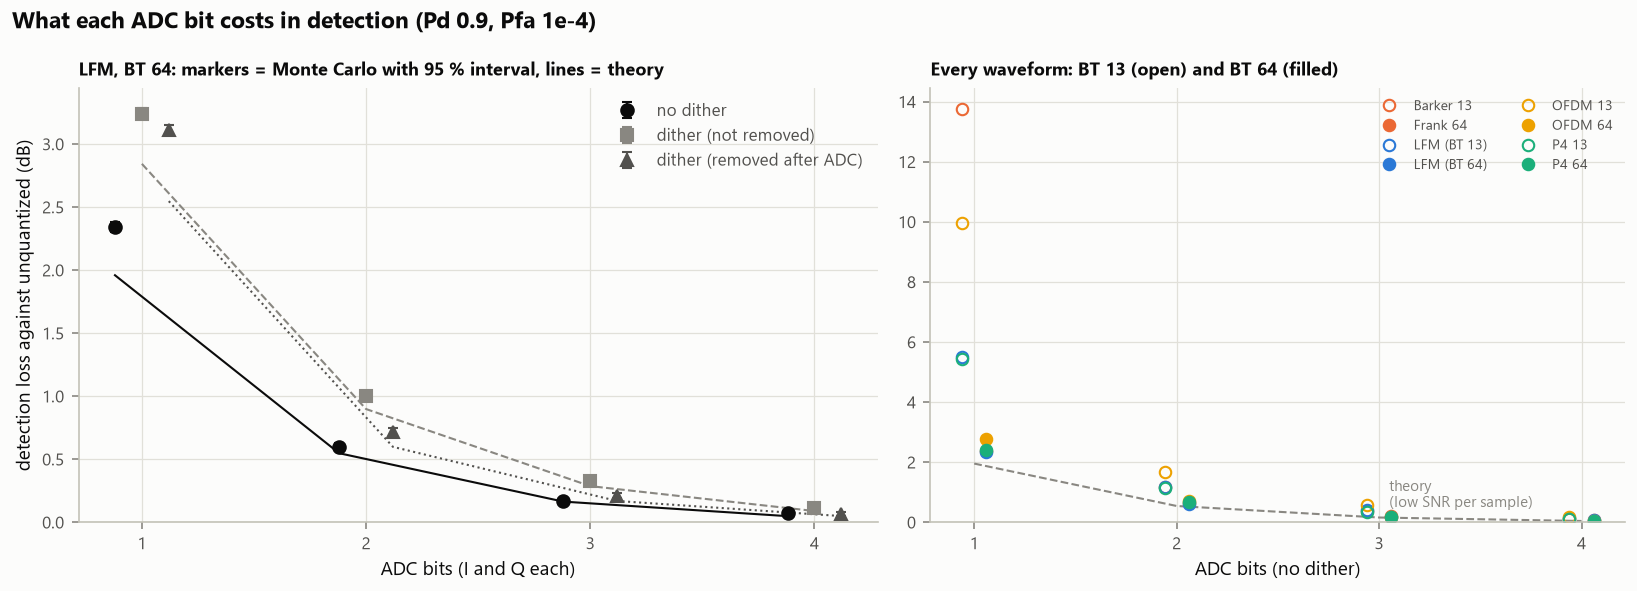 What each ADC bit costs in detection (Pd 0.9, Pfa 1e-4)
LFM, BT 64: markers = Monte Carlo with 95 % interval, lines = theory
detection loss against unquantized (dB)
3.0
2.5
2.0
1.5
1.0
0.5
0.0
no dither
dither (not removed)
dither (removed after ADC)
1 2 3 4
ADC bits (I and Q each)
Every waveform: BT 13 (open) and BT 64 (filled)
14
12
10
8
6
4
2
0
Barker 13
Frank 64
LFM (BT 13)
LFM (BT 64)
OFDM 13
OFDM 64
P4 13
P4 64
theory
(low SNR per sample)
1 2 3 4
ADC bits (no dither)